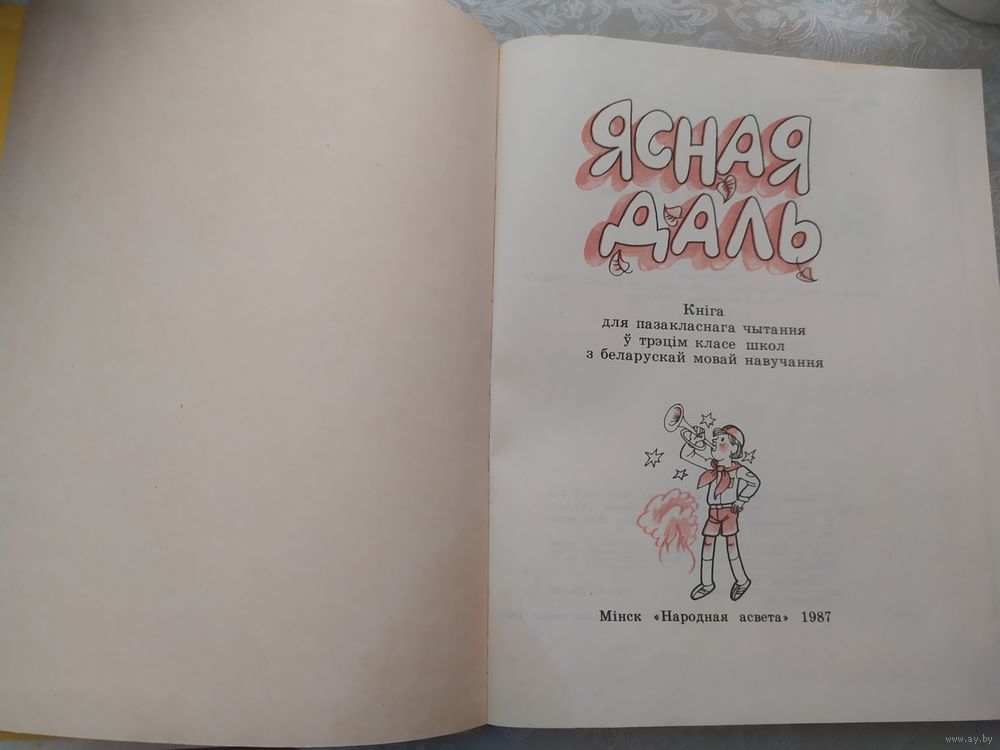 ЯСНАЯ
ДАЛЬ
Кніга
для пазакласнага чытання
ў трэцім класе школ
з беларускай мовай навучання
Мінск «Народная асвета» 1987
www.ay.by